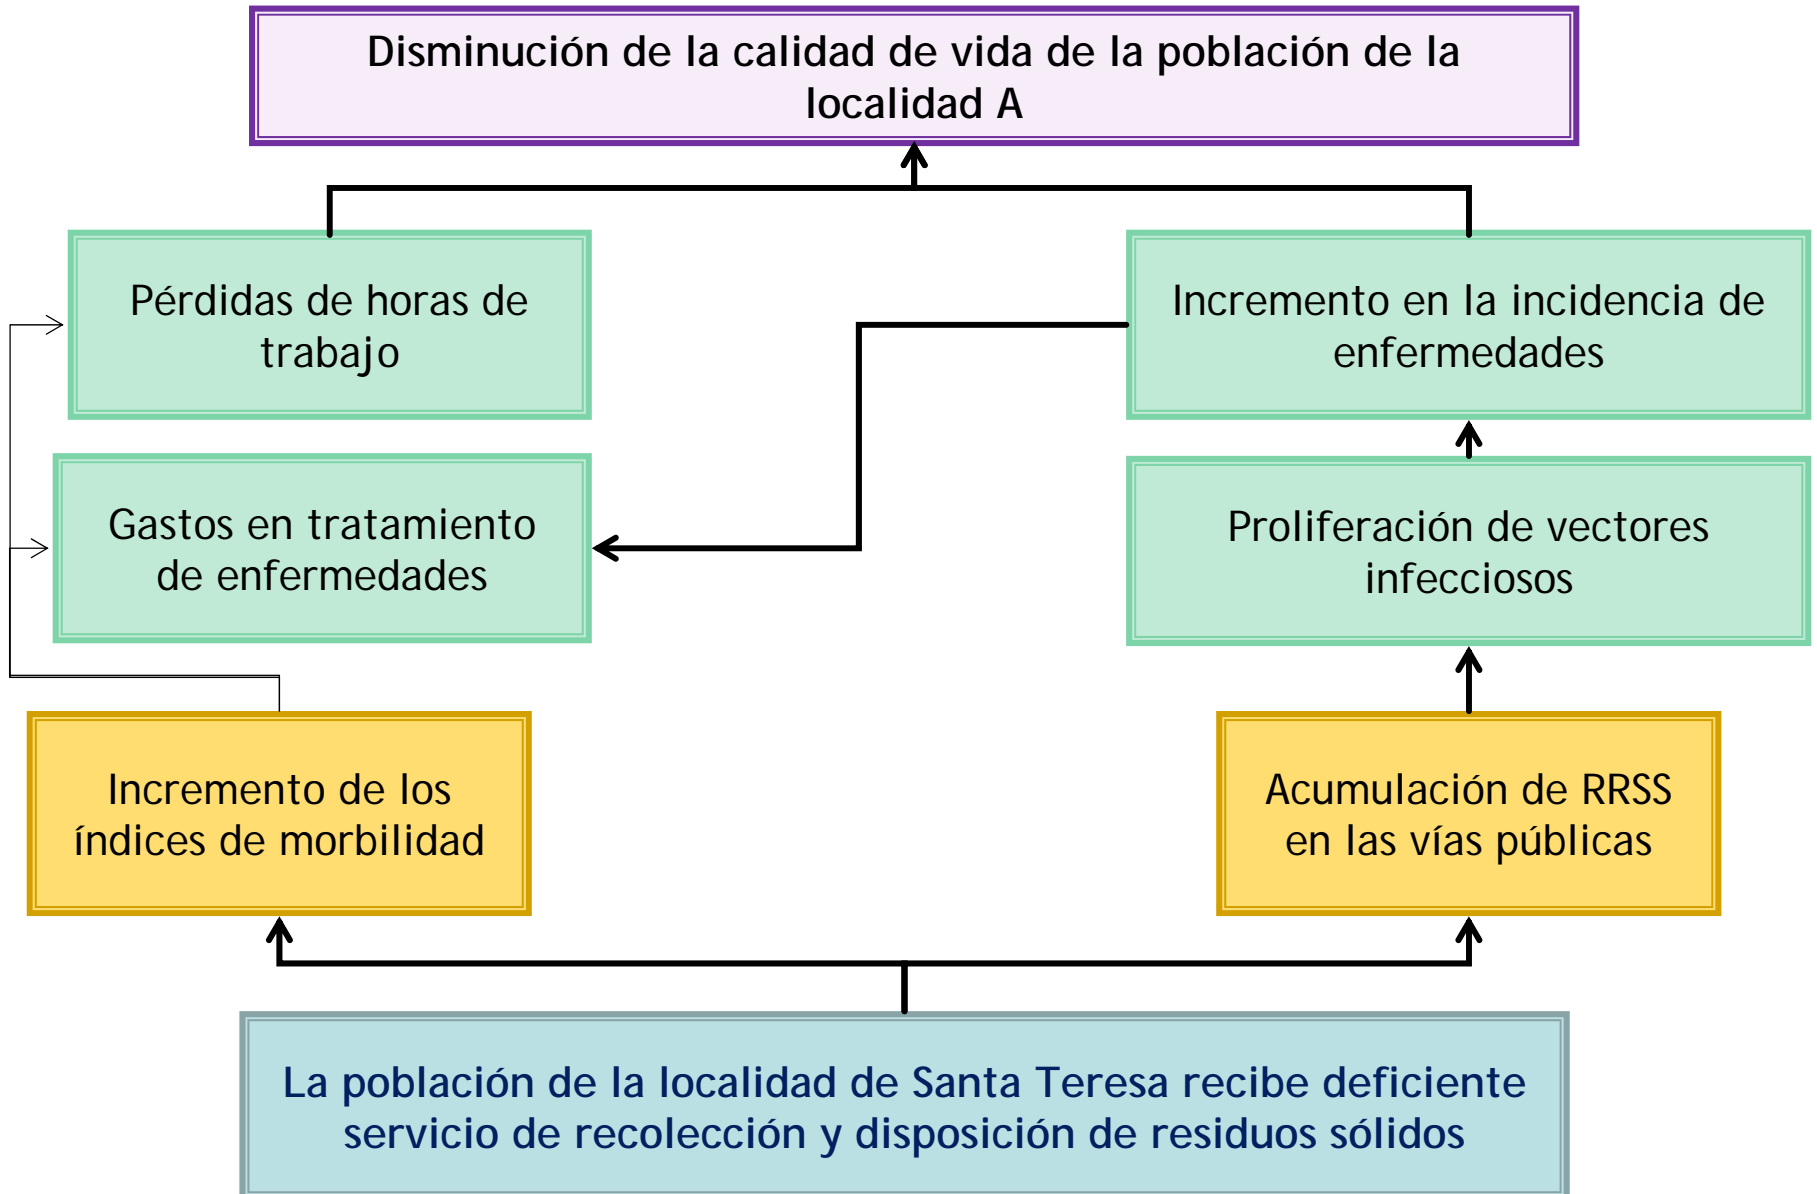 Disminución de la calidad de vida de la población de la
localidad A
Pérdidas de horas de
trabajo
Incremento en la incidencia de
enfermedades
Gastos en tratamiento
de enfermedades
Proliferación de vectores
infecciosos
Incremento de los
índices de morbilidad
Acumulación de RRSS
en las vías públicas
La población de la localidad de Santa Teresa recibe deficiente
servicio de recolección y disposición de residuos sólidos